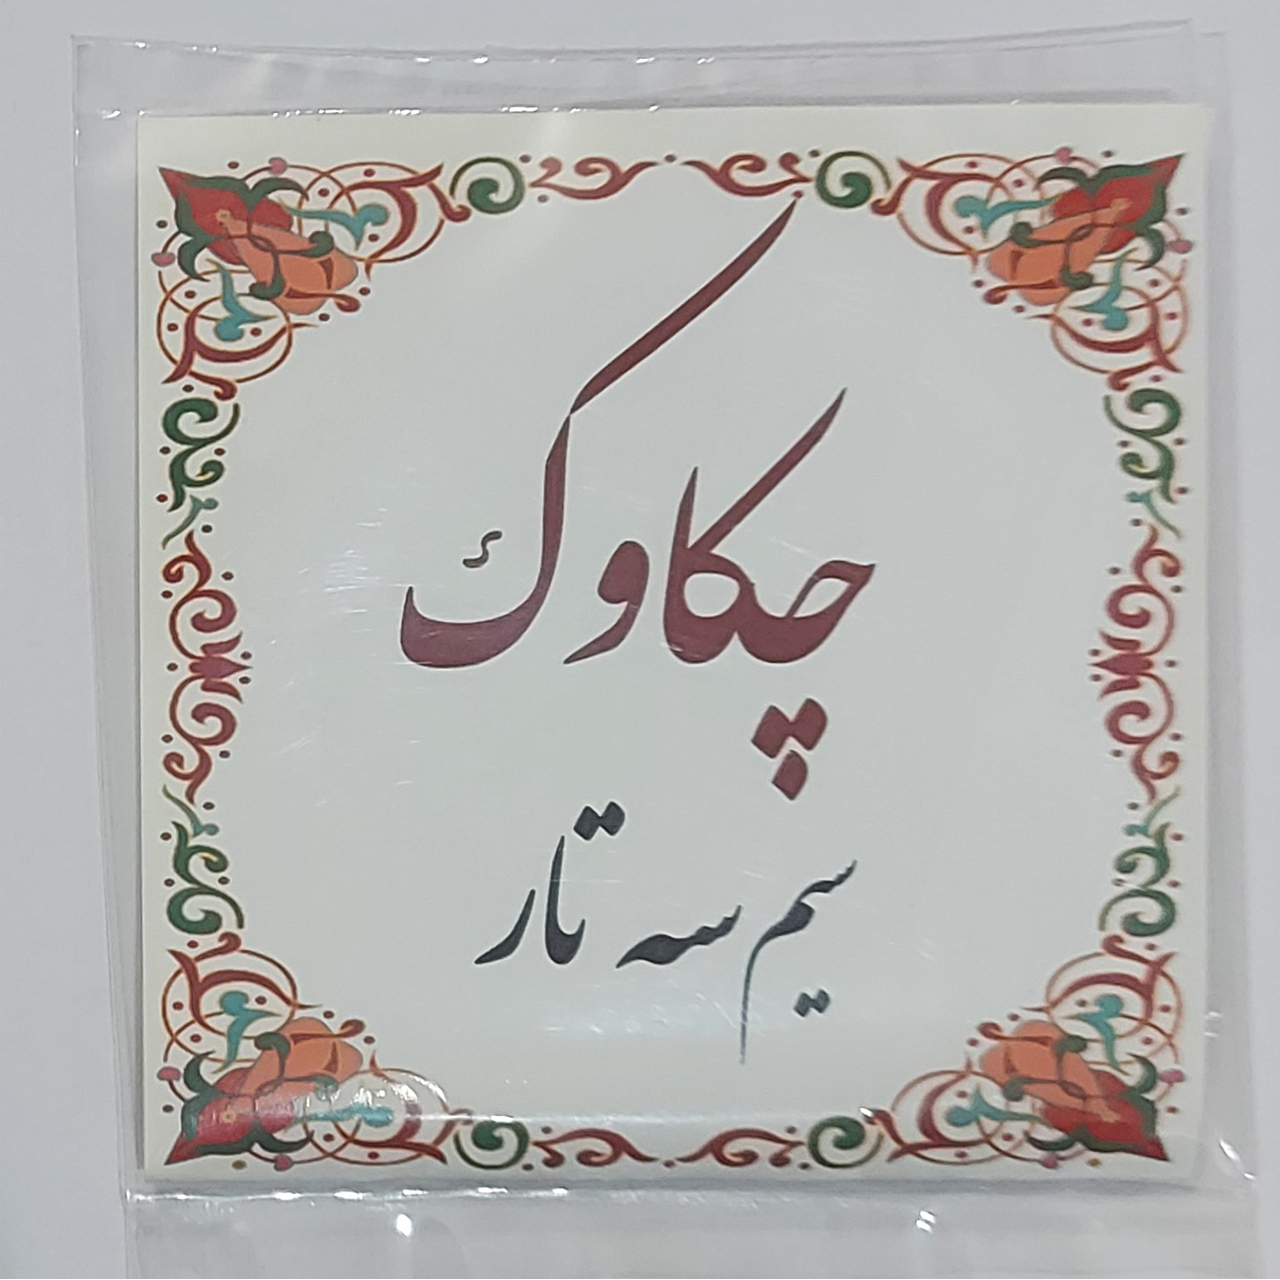 چکاوک
سیم سه تار